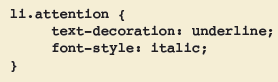 li.attention {
     text-decoration: underline;
     font-style: italic;
}